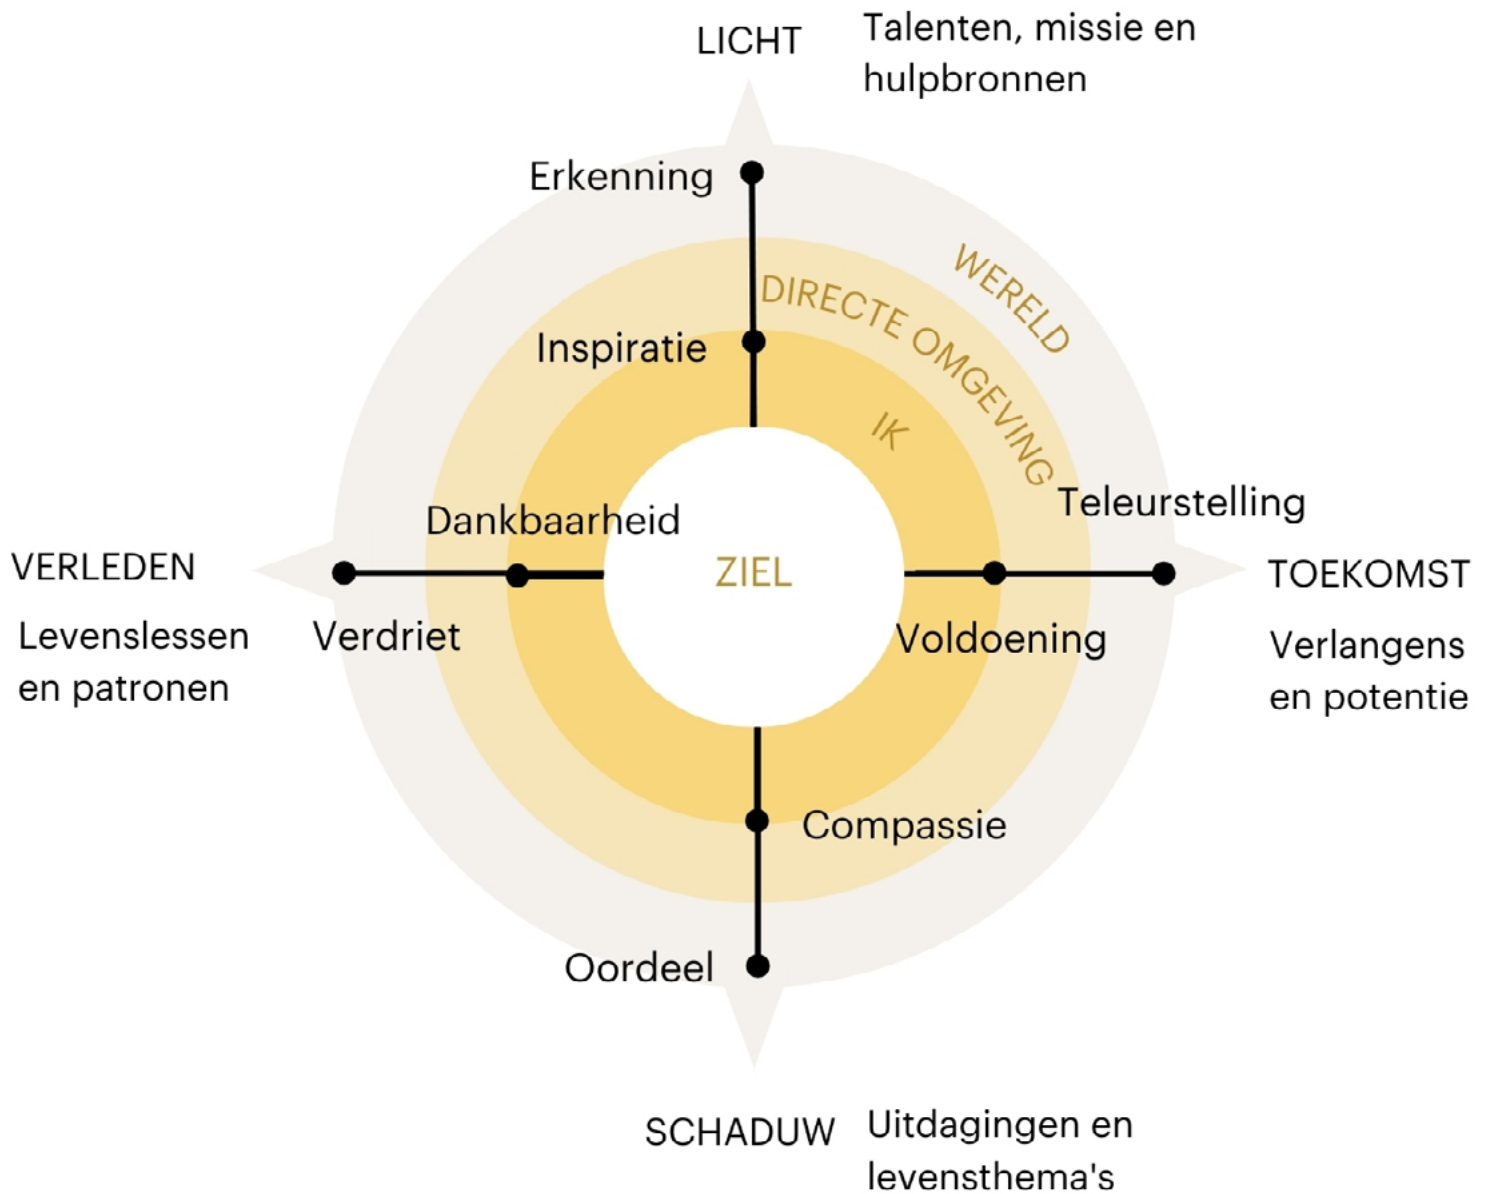 LICHT
Talenten, missie en
hulpbronnen
Erkenning
WERELD
DIRECTE OMGEVING
Inspiratie
IK
Teleurstelling
Dankbaarheid
VERLEDEN
ZIEL
TOEKOMST
Levenslessen
en patronen
Verdriet
Voldoening
Verlangens
en potentie
Compassie
Oordeel
SCHADUW
Uitdagingen en
levensthema's